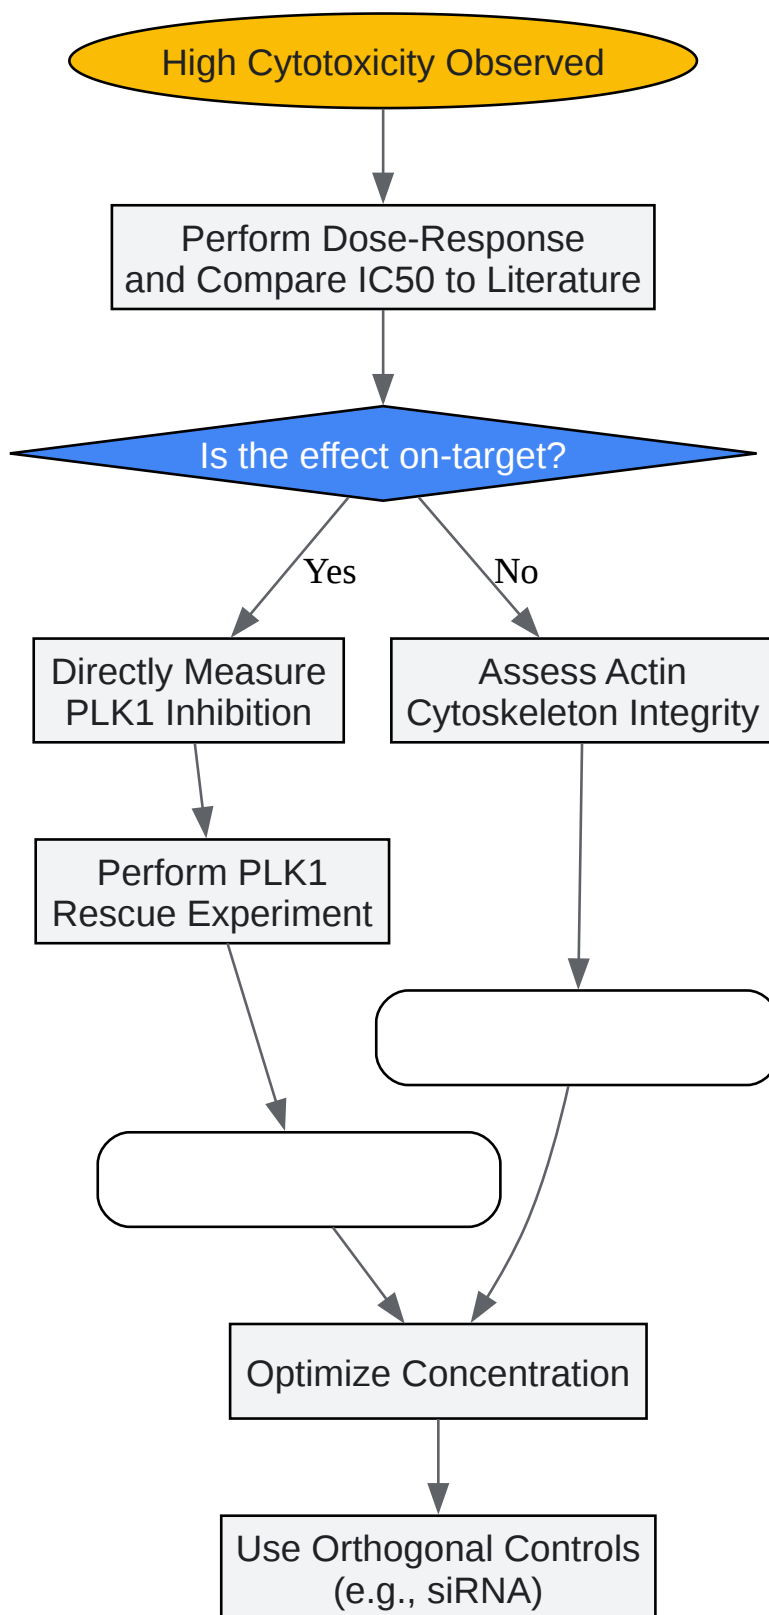 High Cytotoxicity Observed
Perform Dose-Response
and Compare IC50 to Literature
Is the effect on-target?
Yes
No
Directly Measure
PLK1 Inhibition
Assess Actin
Cytoskeleton Integrity
Perform PLK1
Rescue Experiment
Optimize Concentration
Use Orthogonal Controls
(e.g., siRNA)